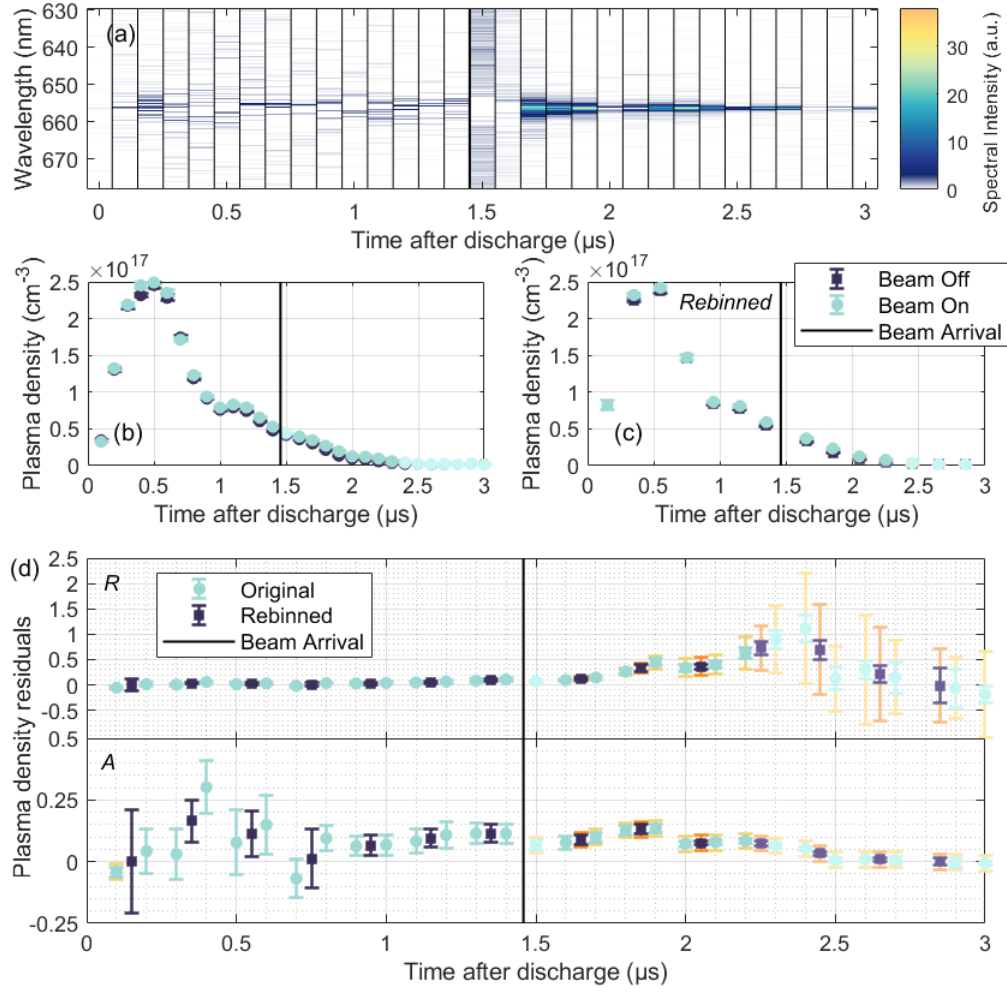 (a)
Wavelength (nm)
630
640
650
660
670
0
0.5
1
1.5
2
2.5
3
Time after discharge (µs)
30
20
10
0
Spectral Intensity (a.u.)
×10^17
Plasma density (cm^-3)
2.5
2
1.5
1
0.5
0
(b)
0
0.5
1
1.5
2
2.5
3
Time after discharge (µs)
×10^17
Plasma density (cm^-3)
2.5
2
1.5
1
0.5
0
Rebinned
(c)
0
0.5
1
1.5
2
2.5
3
Time after discharge (µs)
Beam Off
Beam On
Beam Arrival
(d)
Plasma density residuals
2.5
2
1.5
1
0.5
0
-0.5
R
Original
Rebinned
Beam Arrival
0.5
0.25
0
-0.25
A
0
0.5
1
1.5
2
2.5
3
Time after discharge (µs)